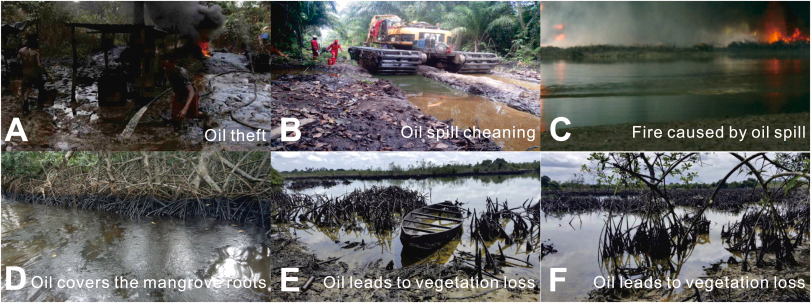 A
Oil theft
B
Oil spill cheaning
C
Fire caused by oil spill
D
Oil covers the mangrove roots
E
Oil leads to vegetation loss
F
Oil leads to vegetation loss